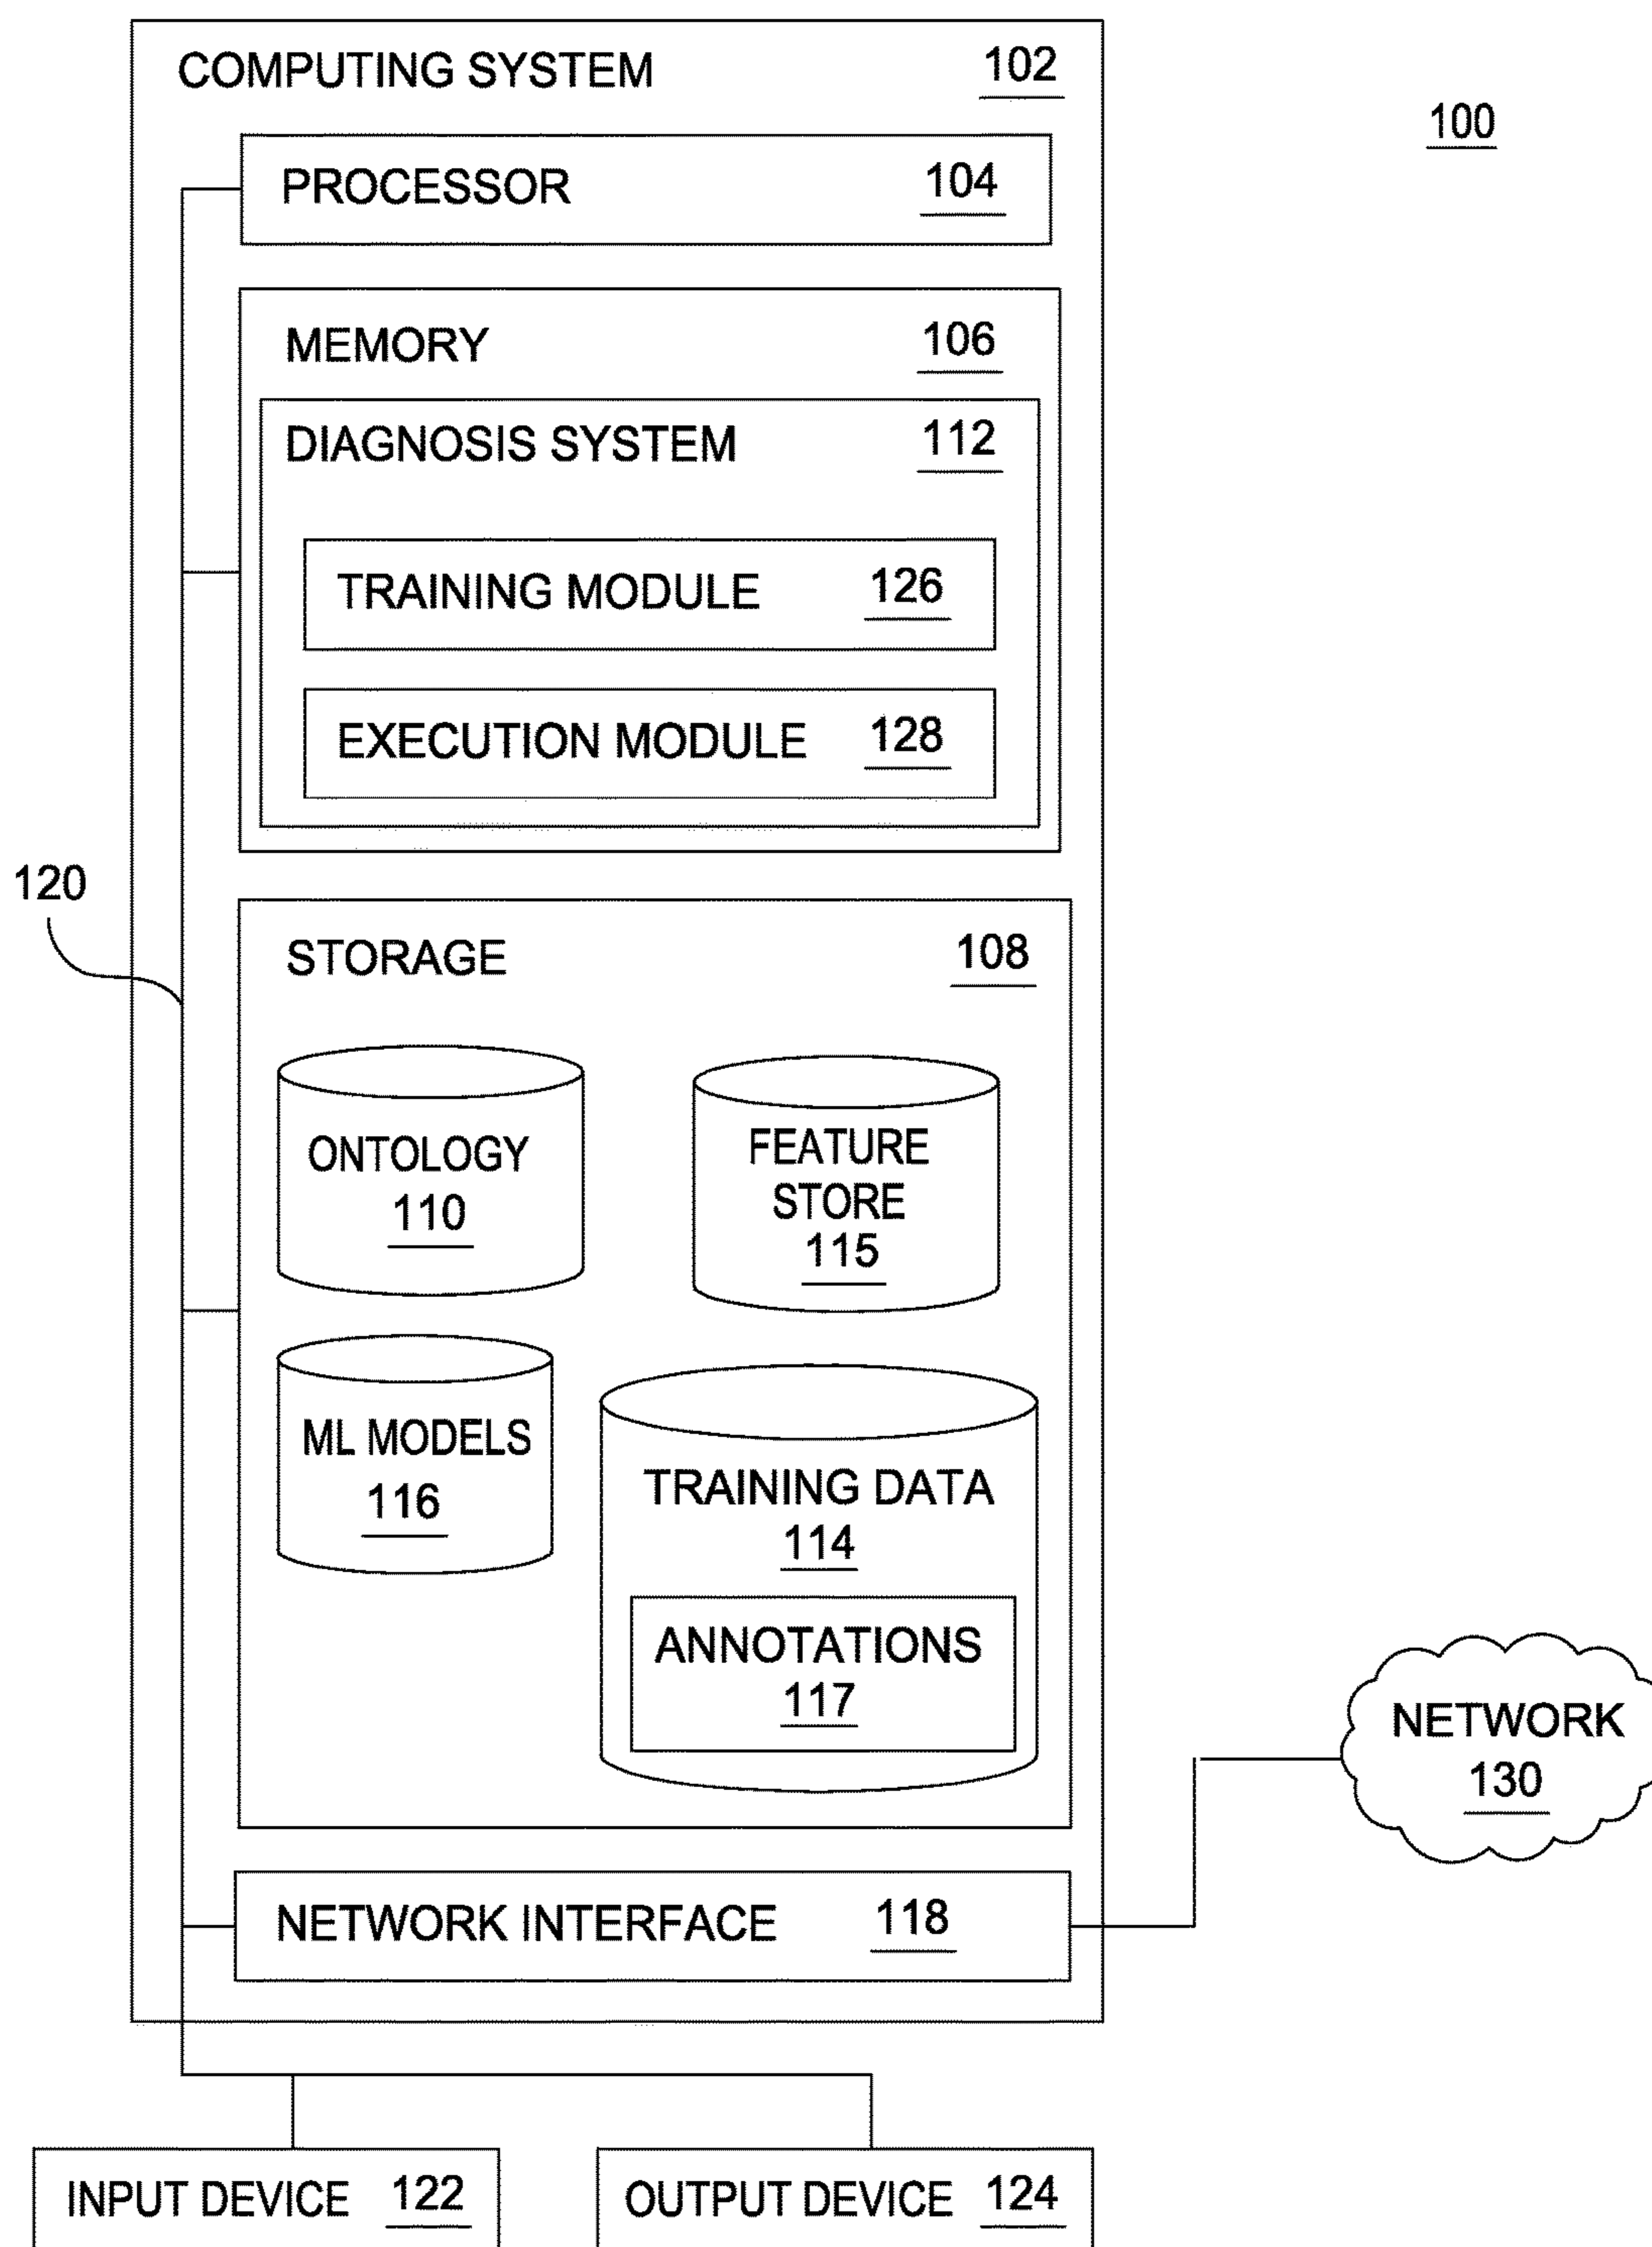 COMPUTING SYSTEM 102
100
PROCESSOR 104
MEMORY 106
DIAGNOSIS SYSTEM 112
TRAINING MODULE 126
EXECUTION MODULE 128
120
STORAGE 108
ONTOLOGY
110
FEATURE
STORE
115
ML MODELS
116
TRAINING DATA
114
ANNOTATIONS
117
NETWORK
130
NETWORK INTERFACE 118
INPUT DEVICE 122
OUTPUT DEVICE 124